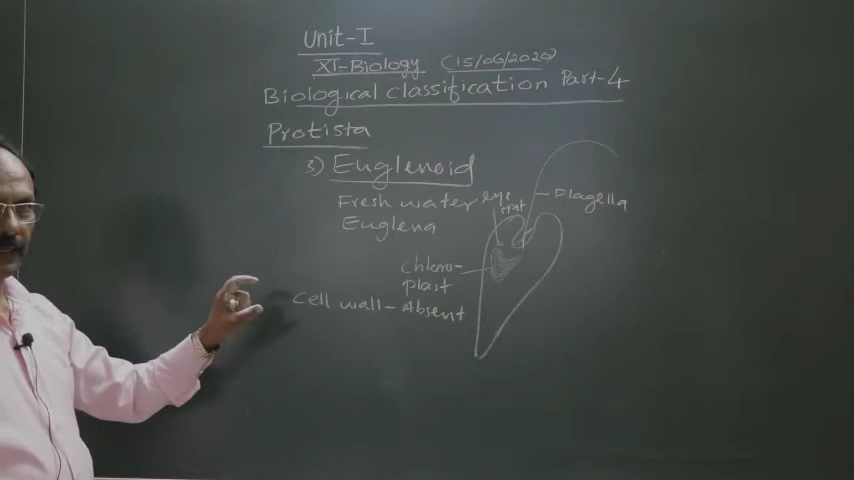 Unit-I
XI-Biology (15/06/2020)
Biological classification Part-4
Protista
3) Euglenoid
Fresh water
Euglena
eye
spot
Flagella
Chloro-
plast
Cell wall - Absent